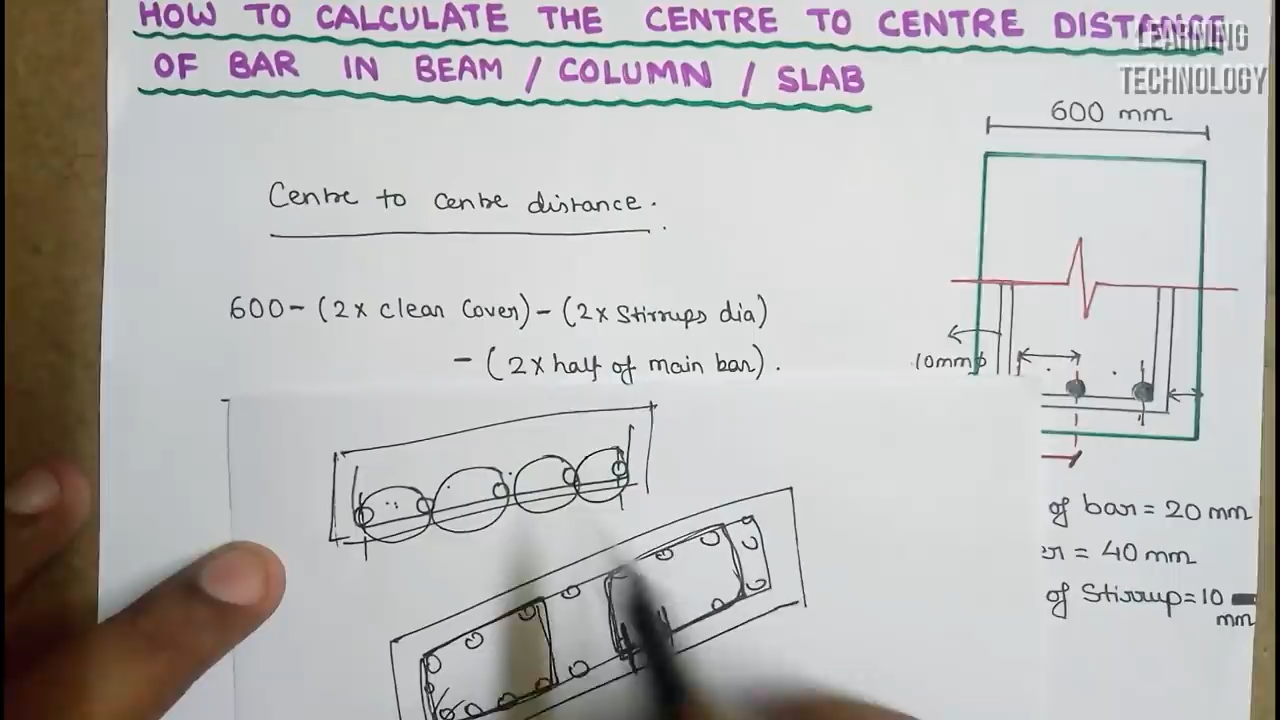 HOW TO CALCULATE THE CENTRE TO CENTRE DISTANCE
OF BAR IN BEAM / COLUMN / SLAB
LEARNING
TECHNOLOGY
600 mm
Centre to centre distance.
600 - (2 x clear Cover) - (2 x Stirrups dia)
- (2 x half of main bar).
10mmϕ
of bar = 20 mm
= 40 mm
of Stirrup = 10
mm